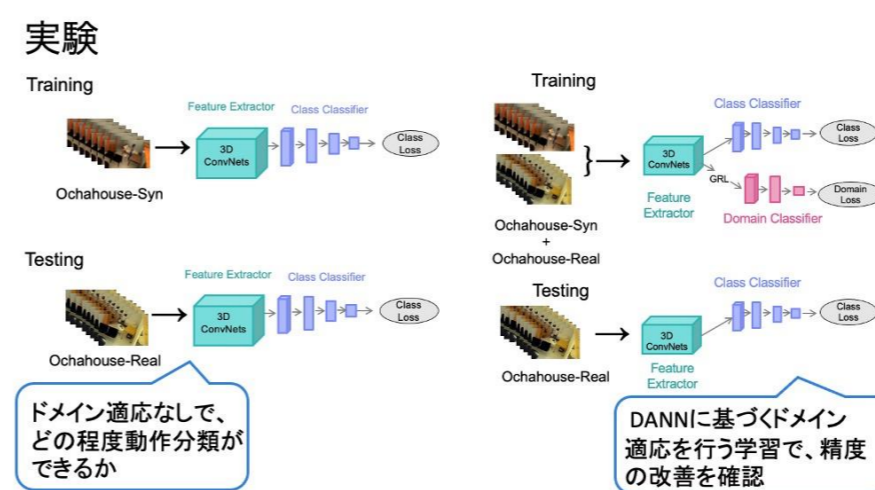 実験
Training
Feature Extractor
Class Classifier
3D
ConvNets
Class
Loss
Ochahouse-Syn
Testing
Feature Extractor
Class Classifier
3D
ConvNets
Class
Loss
Ochahouse-Real
ドメイン適応なしで、
どの程度動作分類が
できるか
Training
Class Classifier
3D
ConvNets
Class
Loss
}
GRL
Feature
Extractor
Domain
Loss
Domain Classifier
Ochahouse-Syn
+
Ochahouse-Real
Testing
Class Classifier
3D
ConvNets
Class
Loss
Ochahouse-Real
Feature
Extractor
DANNに基づくドメイン
適応を行う学習で、精度
の改善を確認